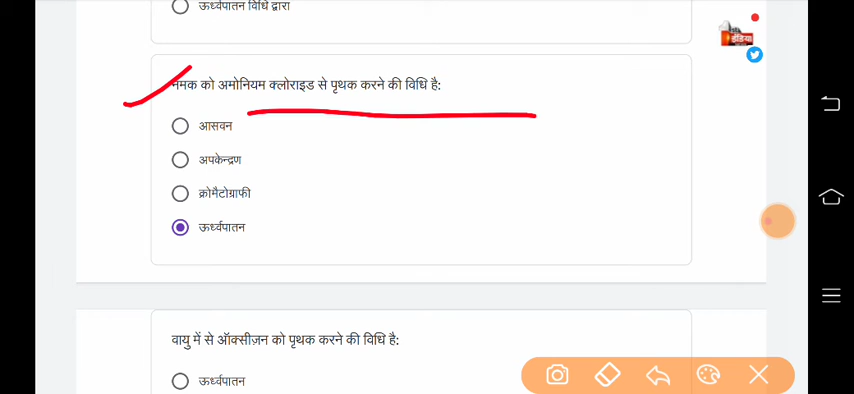 ऊर्ध्वपातन विधि द्वारा
इंडिया
नमक को अमोनियम क्लोराइड से पृथक करने की विधि है:
आसवन
अपकेन्द्रण
क्रोमैटोग्राफी
ऊर्ध्वपातन
वायु में से ऑक्सीज़न को पृथक करने की विधि है:
ऊर्ध्वपातन